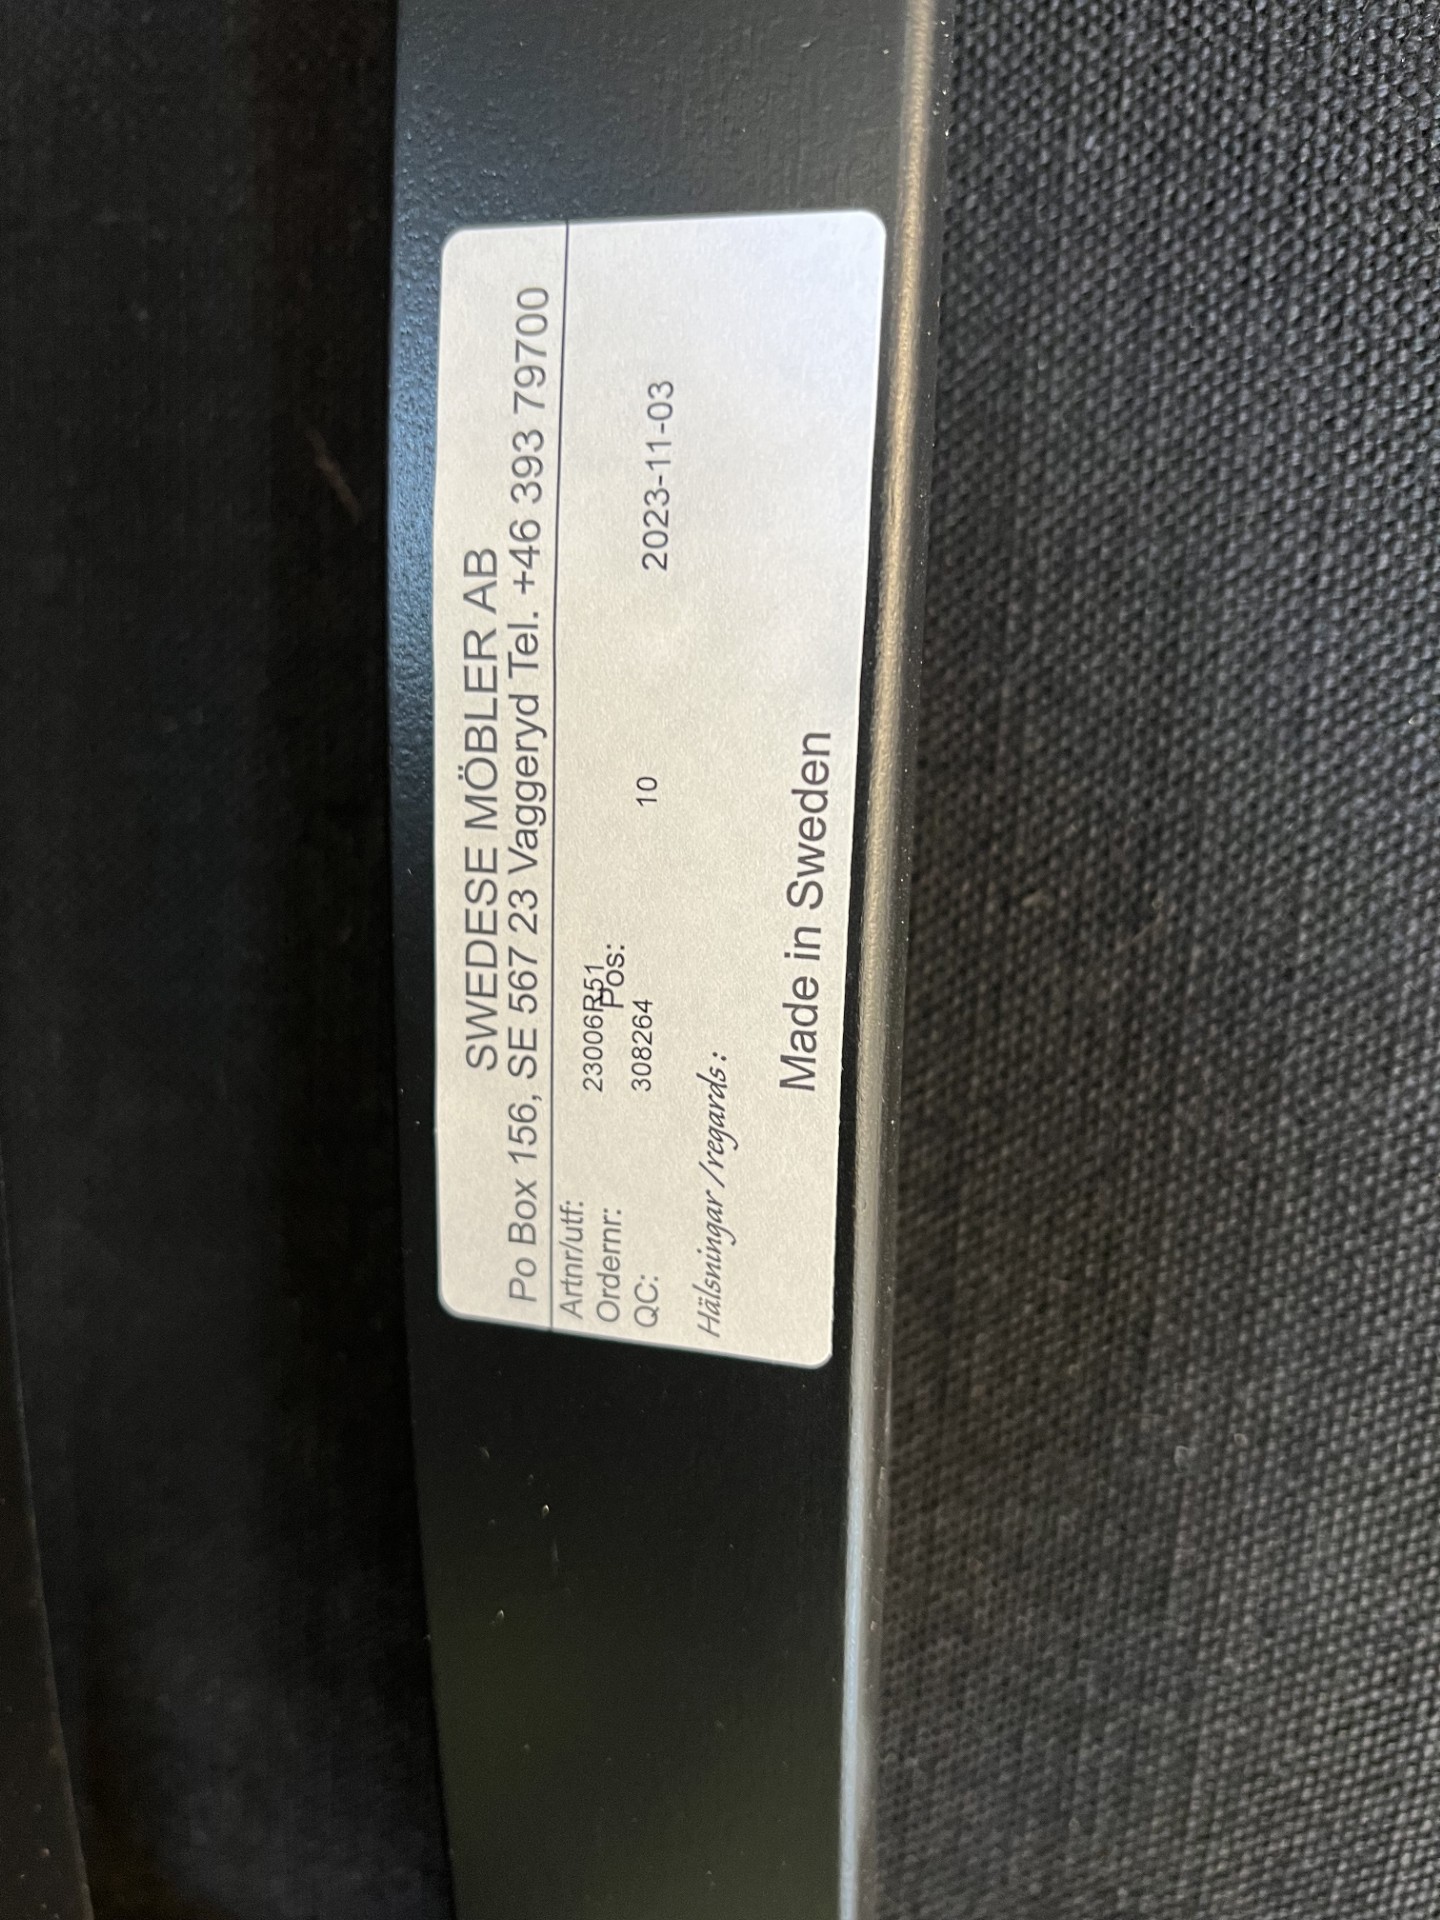 SWEDESE MÖBLER AB
Po Box 156, SE 567 23 Vaggeryd Tel. +46 393 79700
Artnr/utf: 23006R51
Ordernr: 308264 Pos: 10 2023-11-03
QC:
Hälsningar /regards:
Made in Sweden